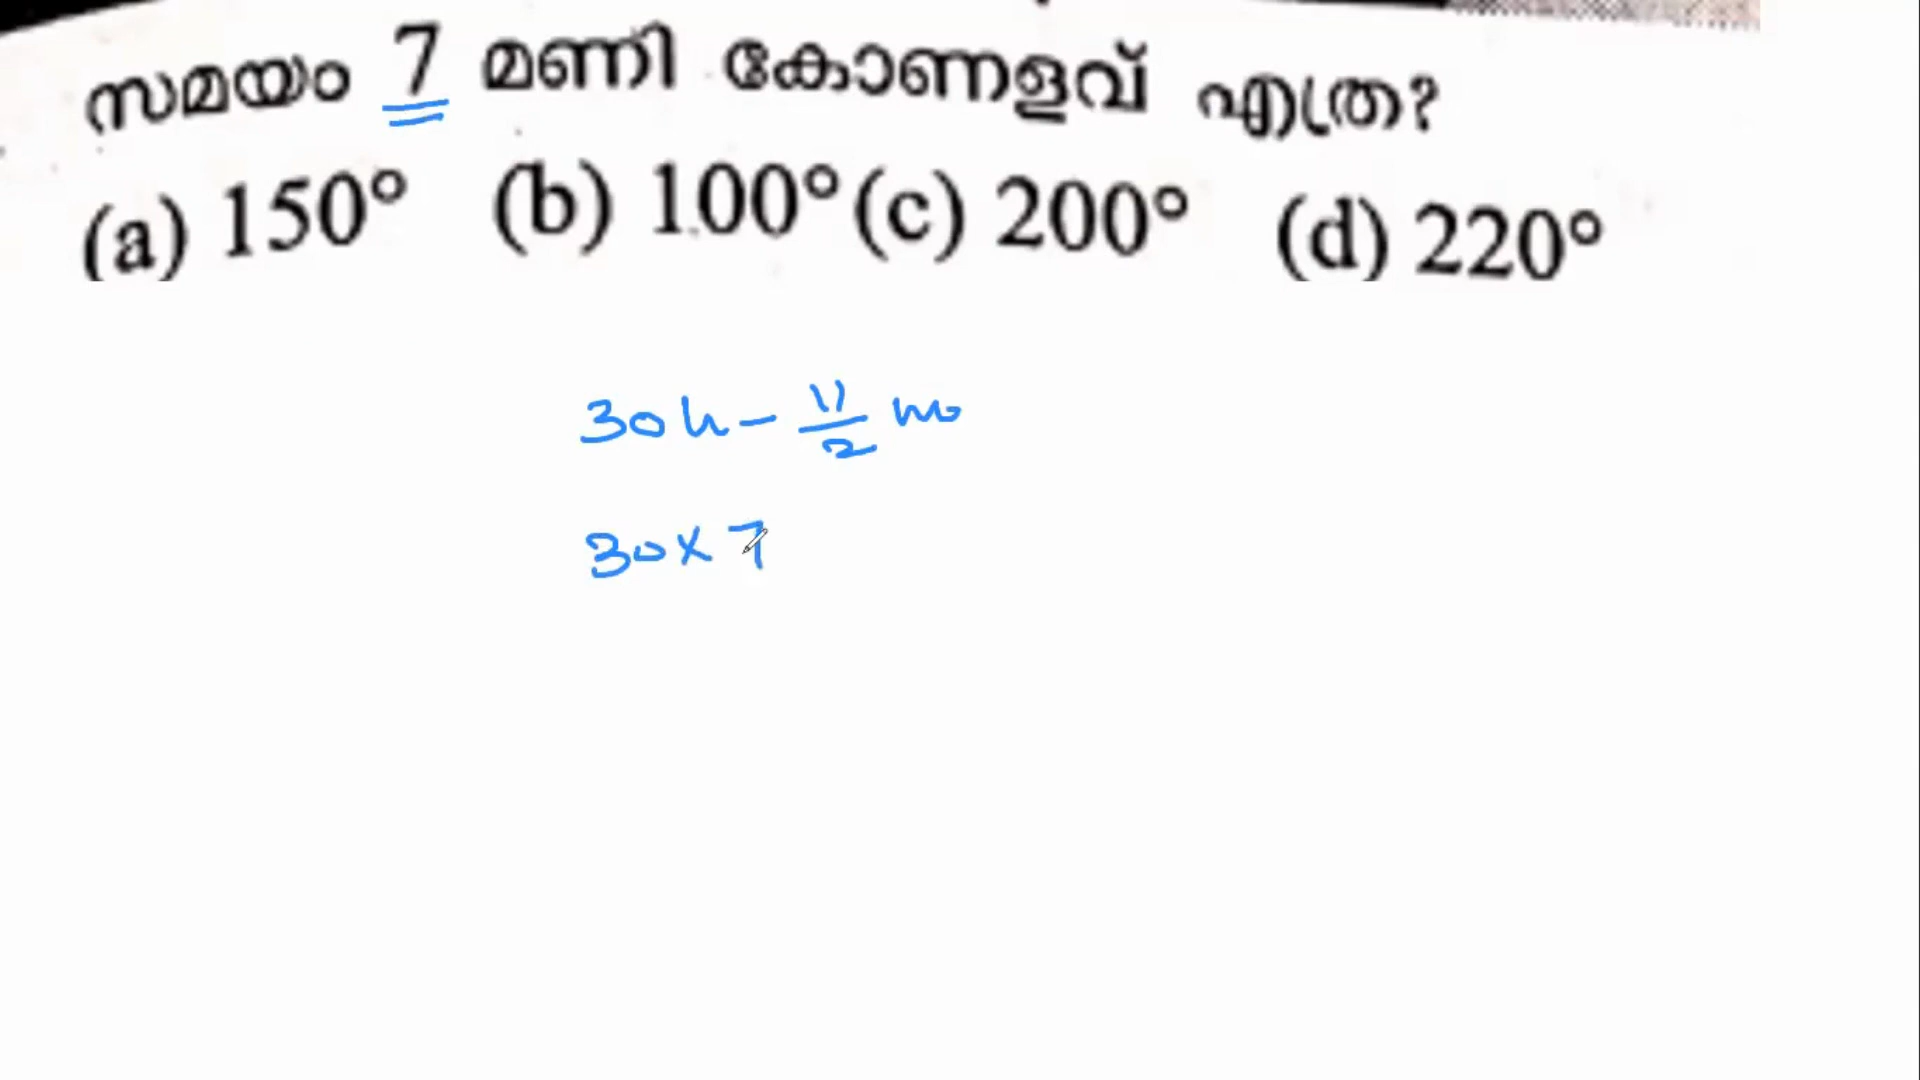 സമയം 7 മണി കോണളവ് എത്ര?
(a) 150° (b) 100° (c) 200° (d) 220°
30h - 11/2 m
30 x 7